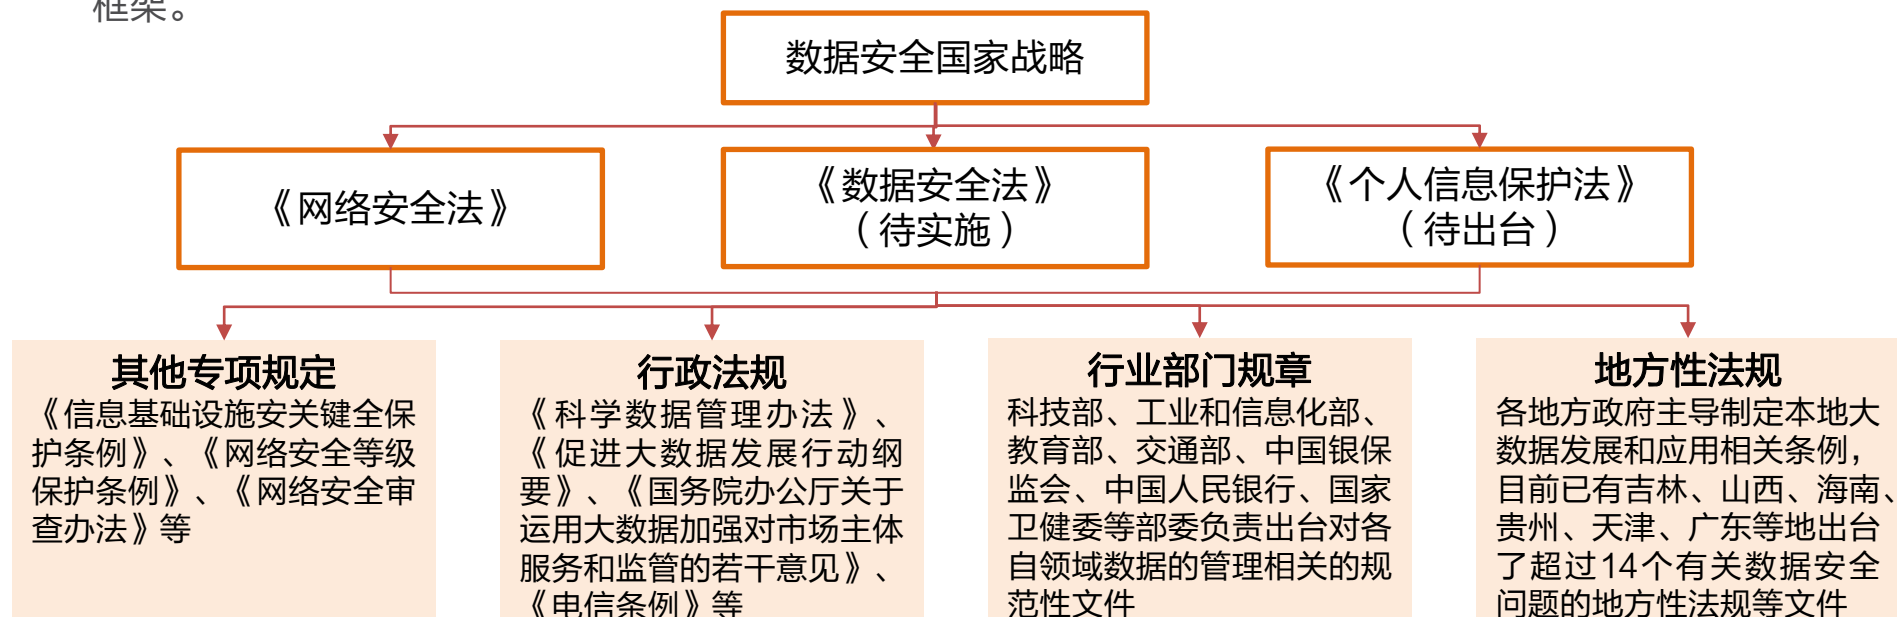 框架。
数据安全国家战略
《网络安全法》
《数据安全法》
（待实施）
《个人信息保护法》
（待出台）
其他专项规定
《信息基础设施安关键全保
护条例》、《网络安全等级
保护条例》、《网络安全审
查办法》等
行政法规
《科学数据管理办法》、
《促进大数据发展行动纲
要》、《国务院办公厅关于
运用大数据加强对市场主体
服务和监管的若干意见》、
《电信条例》等
行业部门规章
科技部、工业和信息化部、
教育部、交通部、中国银保
监会、中国人民银行、国家
卫健委等部委负责出台对各
自领域数据的管理相关的规
范性文件
地方性法规
各地方政府主导制定本地大
数据发展和应用相关条例，
目前已有吉林、山西、海南、
贵州、天津、广东等地出台
了超过14个有关数据安全
问题的地方性法规等文件